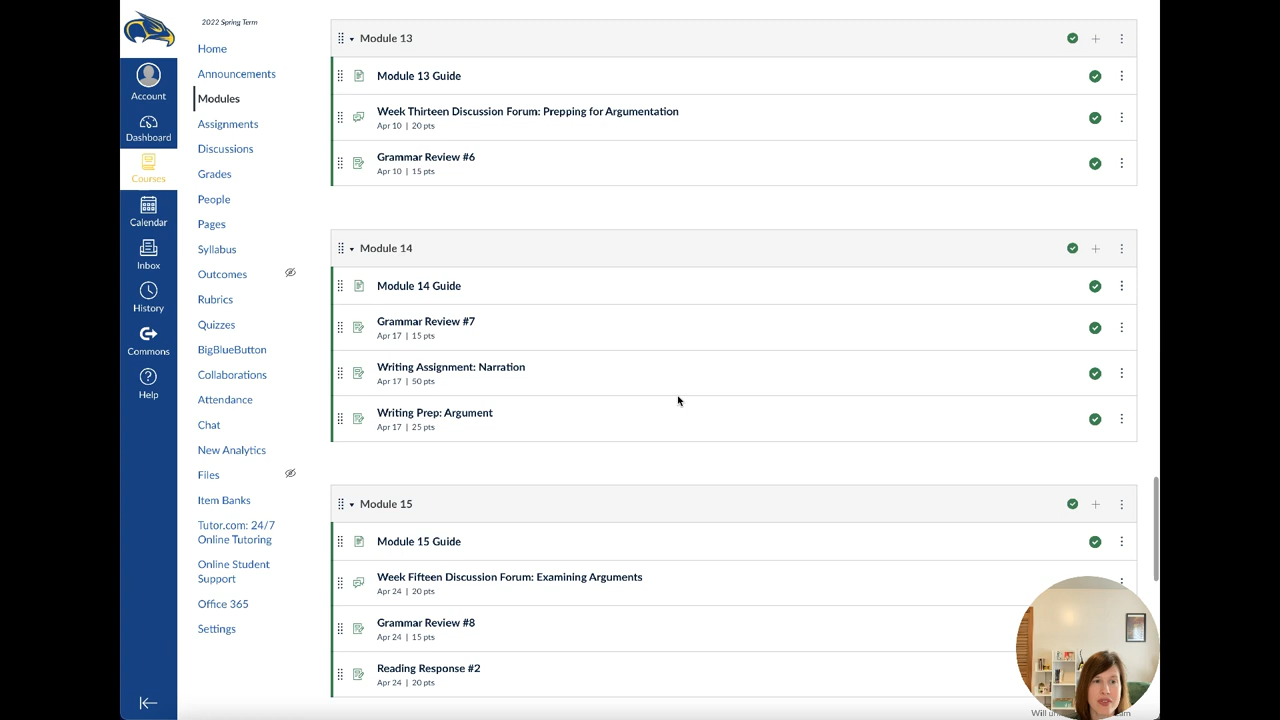 2022 Spring Term
Home
Announcements
Modules
Assignments
Discussions
Grades
People
Pages
Syllabus
Outcomes
Rubrics
Quizzes
BigBlueButton
Collaborations
Attendance
Chat
New Analytics
Files
Item Banks
Tutor.com: 24/7
Online Tutoring
Online Student
Support
Office 365
Settings
Account
Dashboard
Courses
Calendar
Inbox
History
Commons
Help
Module 13
Module 13 Guide
Week Thirteen Discussion Forum: Prepping for Argumentation
Apr 10 | 20 pts
Grammar Review #6
Apr 10 | 15 pts
Module 14
Module 14 Guide
Grammar Review #7
Apr 17 | 15 pts
Writing Assignment: Narration
Apr 17 | 50 pts
Writing Prep: Argument
Apr 17 | 25 pts
Module 15
Module 15 Guide
Week Fifteen Discussion Forum: Examining Arguments
Apr 24 | 20 pts
Grammar Review #8
Apr 24 | 15 pts
Reading Response #2
Apr 24 | 20 pts
Will